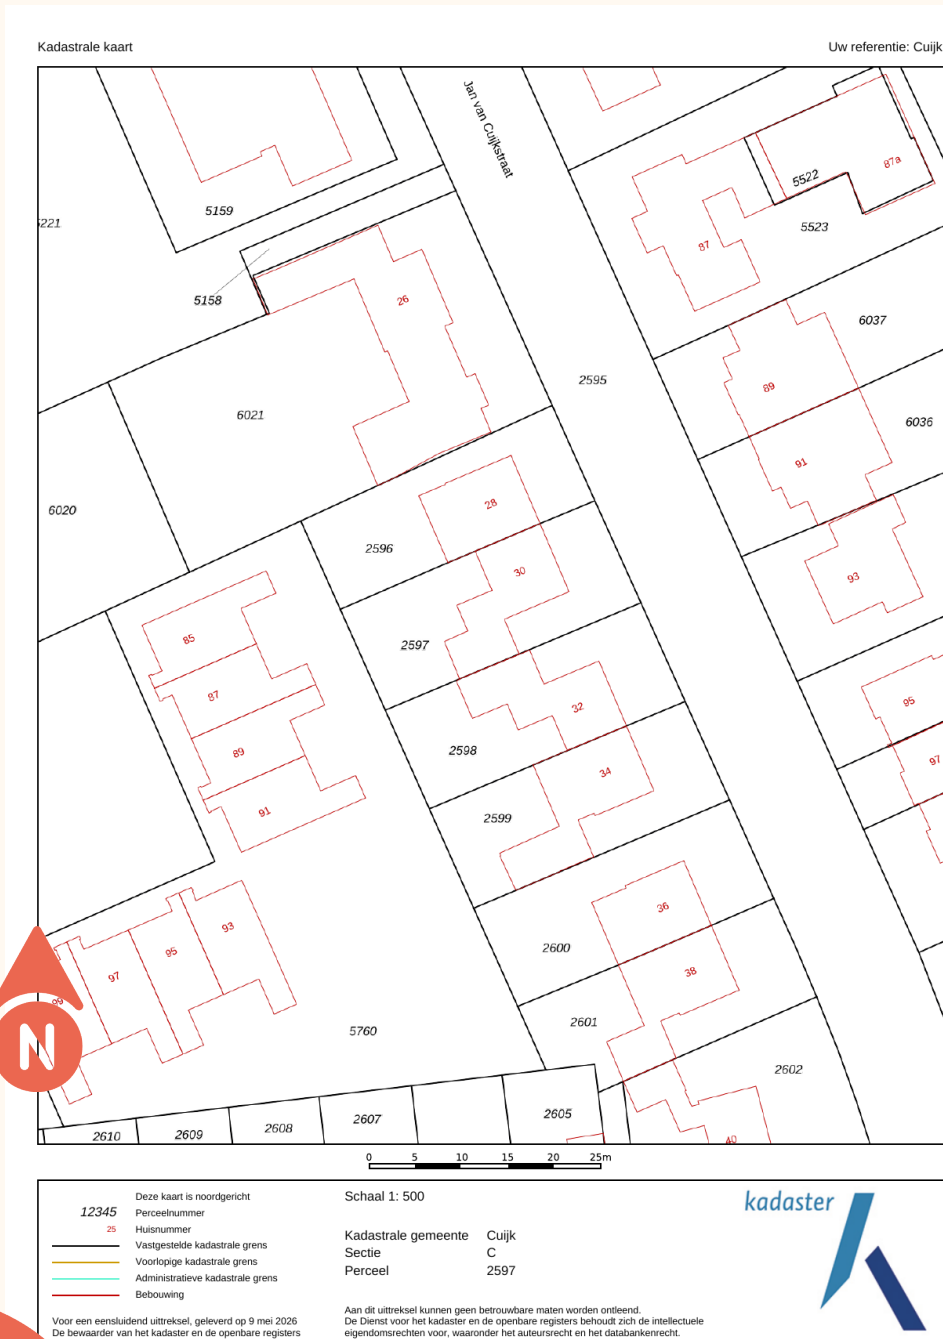 Kadastrale kaart
Uw referentie: Cuijk
Jan van Cuijkstraat
87a
5522
5159
5221
5523
87
5158
26
6037
2595
89
6021
6036
91
28
6020
2596
30
93
85
2597
87
95
32
2598
89
97
34
91
2599
36
93
2600
95
97
38
99
2601
5760
N
2602
2605
2607
2608
2609
2610
40
0 5 10 15 20 25m
Deze kaart is noordgericht
12345 Perceelnummer
25 Huisnummer
Vastgestelde kadastrale grens
Voorlopige kadastrale grens
Administratieve kadastrale grens
Bebouwing
Voor een eensluidend uittreksel, geleverd op 9 mei 2026
De bewaarder van het kadaster en de openbare registers
Schaal 1: 500
Kadastrale gemeente Cuijk
Sectie C
Perceel 2597
Aan dit uittreksel kunnen geen betrouwbare maten worden ontleend.
De Dienst voor het kadaster en de openbare registers behoudt zich de intellectuele
eigendomsrechten voor, waaronder het auteursrecht en het databankenrecht.
kadaster